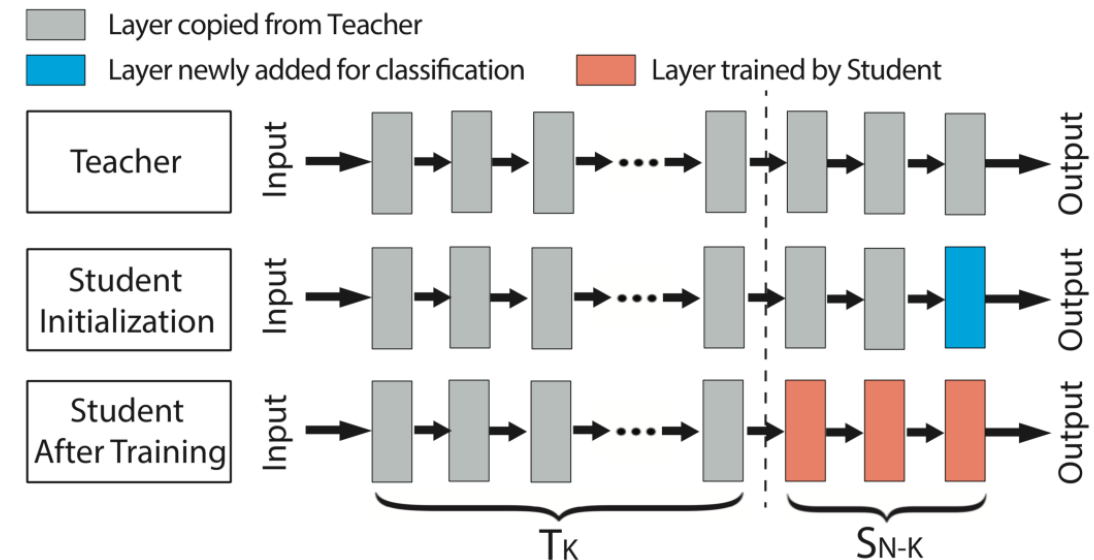 Layer copied from Teacher
Layer newly added for classification
Layer trained by Student
Teacher
Input
Output
Student
Initialization
Input
Output
Student
After Training
Input
Output
TK
SN-K